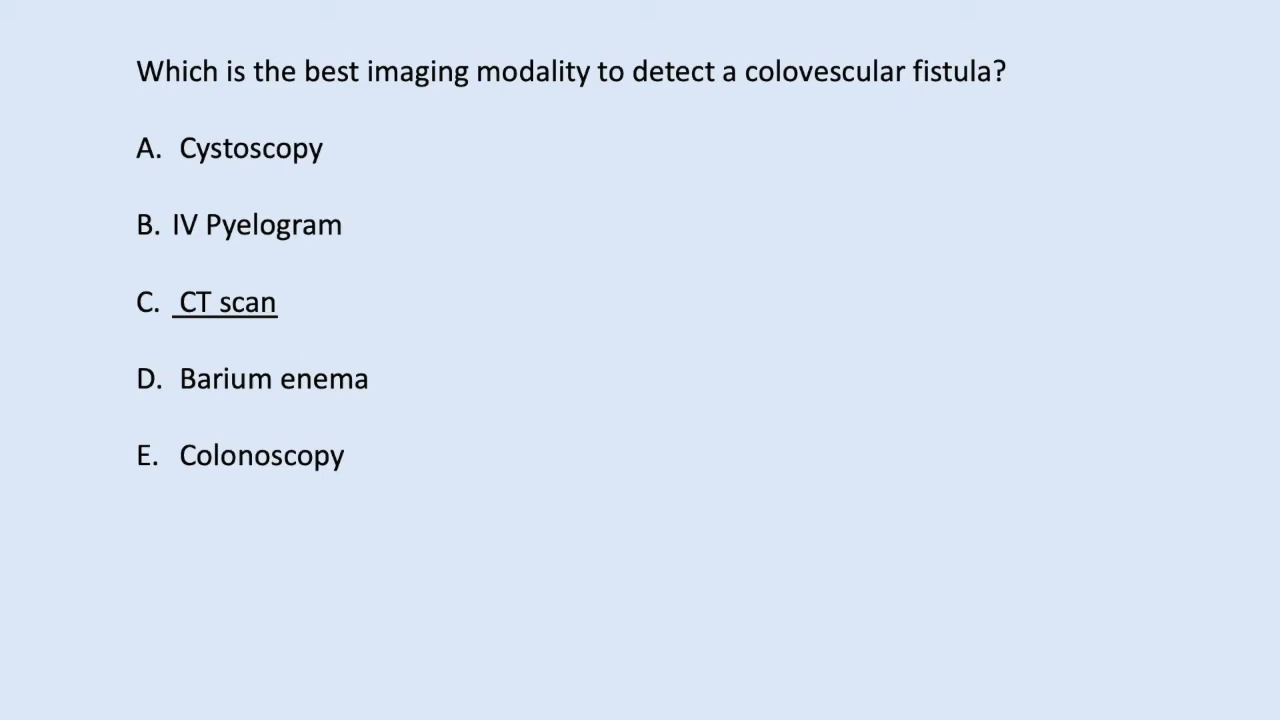 Which is the best imaging modality to detect a colovescular fistula?
A. Cystoscopy
B. IV Pyelogram
C. CT scan
D. Barium enema
E. Colonoscopy